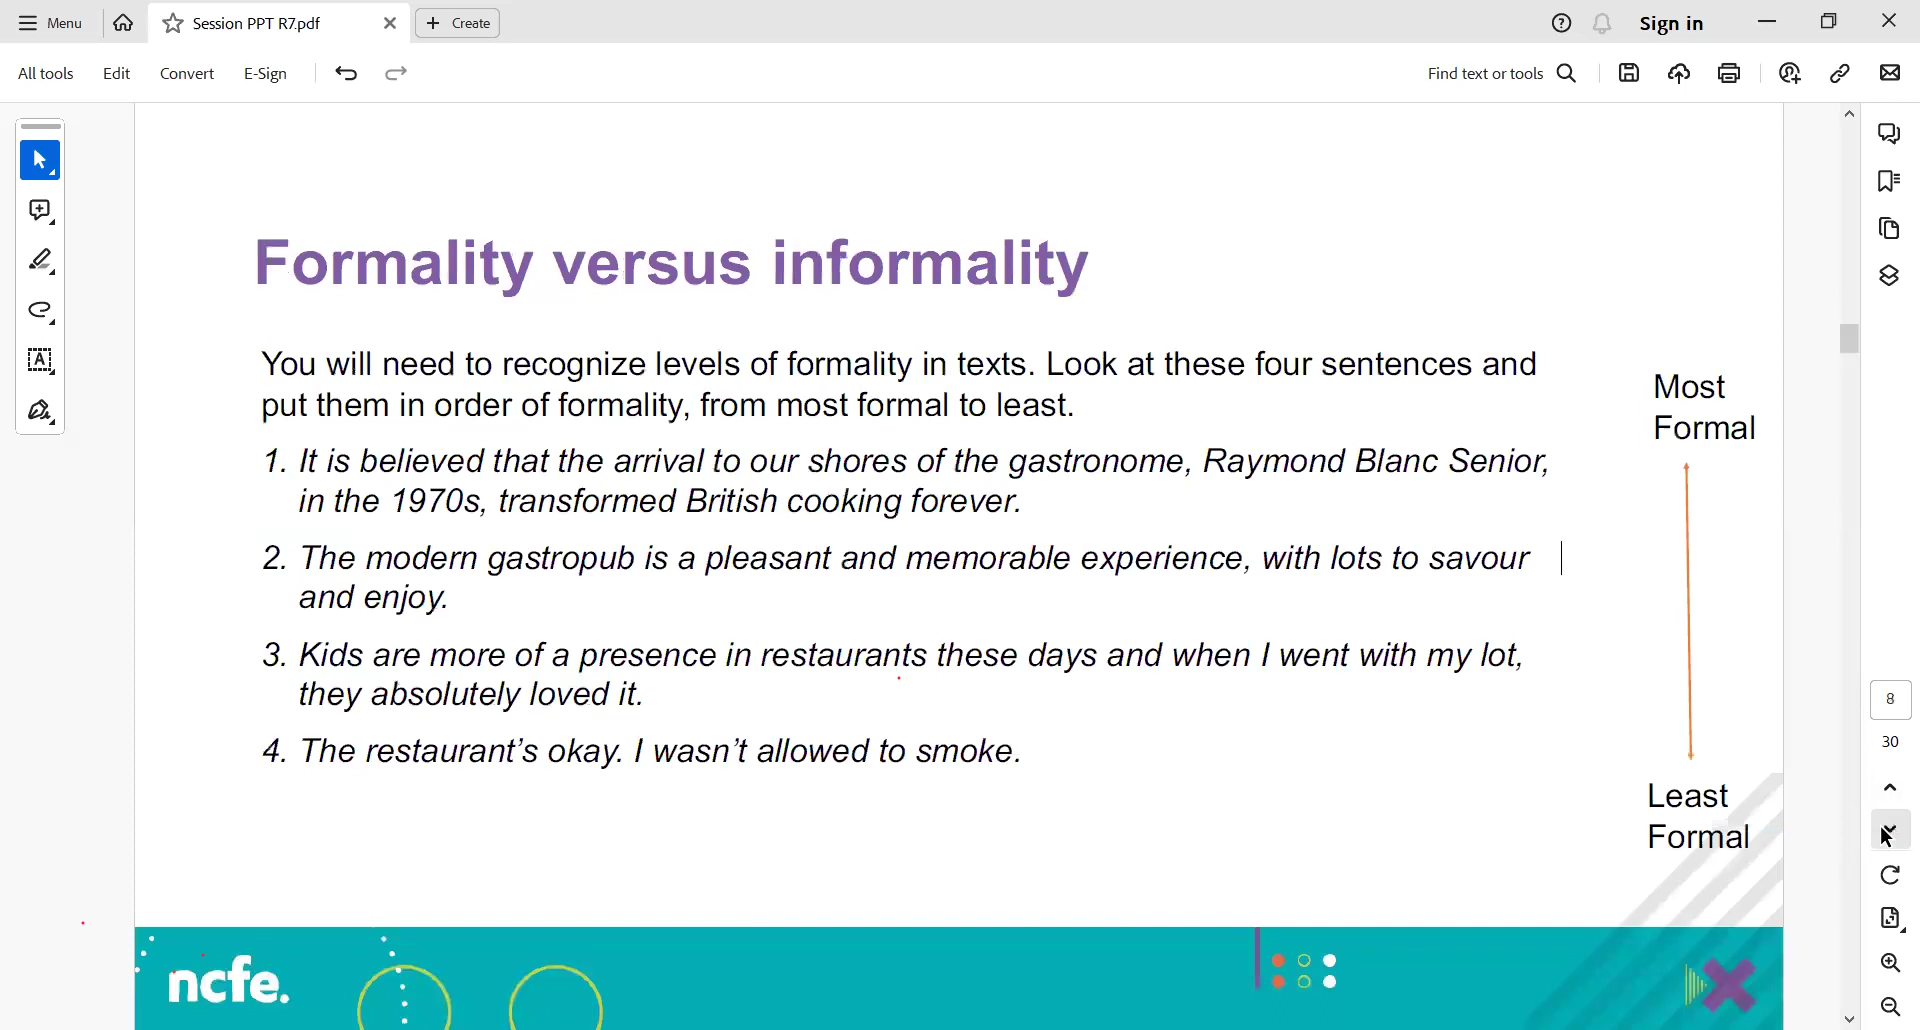 Menu
Session PPT R7.pdf
Create
Sign in
All tools
Edit
Convert
E-Sign
Find text or tools
Formality versus informality
You will need to recognize levels of formality in texts. Look at these four sentences and
put them in order of formality, from most formal to least.
1. It is believed that the arrival to our shores of the gastronome, Raymond Blanc Senior,
in the 1970s, transformed British cooking forever.
2. The modern gastropub is a pleasant and memorable experience, with lots to savour
and enjoy.
3. Kids are more of a presence in restaurants these days and when I went with my lot,
they absolutely loved it.
4. The restaurant’s okay. I wasn’t allowed to smoke.
Most
Formal
Least
Formal
8
30
ncfe.